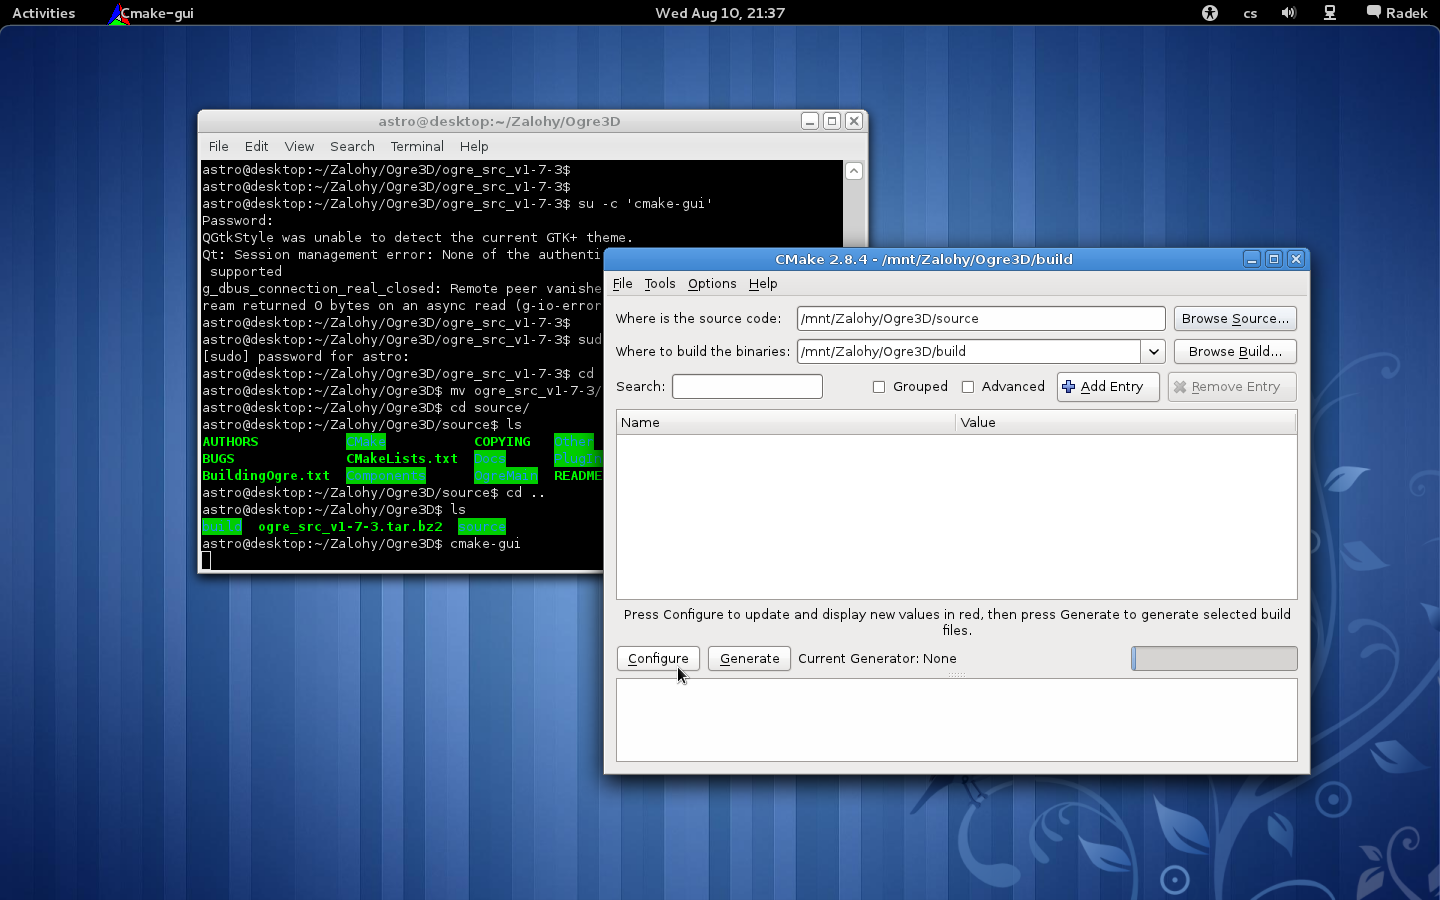 Activities
Cmake-gui
Wed Aug 10, 21:37
cs
Radek
astro@desktop:~/Zalohy/Ogre3D
File Edit View Search Terminal Help
astro@desktop:~/Zalohy/Ogre3D/ogre_src_v1-7-3$
astro@desktop:~/Zalohy/Ogre3D/ogre_src_v1-7-3$
astro@desktop:~/Zalohy/Ogre3D/ogre_src_v1-7-3$ su -c 'cmake-gui'
Password:
QGtkStyle was unable to detect the current GTK+ theme.
Qt: Session management error: None of the authenti
supported
g_dbus_connection_real_closed: Remote peer vanishe
ream returned 0 bytes on an async read (g-io-error
astro@desktop:~/Zalohy/Ogre3D/ogre_src_v1-7-3$
astro@desktop:~/Zalohy/Ogre3D/ogre_src_v1-7-3$ sud
[sudo] password for astro:
astro@desktop:~/Zalohy/Ogre3D/ogre_src_v1-7-3$ cd
astro@desktop:~/Zalohy/Ogre3D$ mv ogre_src_v1-7-3/
astro@desktop:~/Zalohy/Ogre3D$ cd source/
astro@desktop:~/Zalohy/Ogre3D/source$ ls
AUTHORS CMake COPYING
BUGS CMakeLists.txt Docs
BuildingOgre.txt Components README
astro@desktop:~/Zalohy/Ogre3D/source$ cd ..
astro@desktop:~/Zalohy/Ogre3D$ ls
build ogre_src_v1-7-3.tar.bz2 source
astro@desktop:~/Zalohy/Ogre3D$ cmake-gui
CMake 2.8.4 - /mnt/Zalohy/Ogre3D/build
File Tools Options Help
Where is the source code: /mnt/Zalohy/Ogre3D/source Browse Source...
Where to build the binaries: /mnt/Zalohy/Ogre3D/build Browse Build...
Search: Grouped Advanced Add Entry Remove Entry
Name Value
Press Configure to update and display new values in red, then press Generate to generate selected build
files.
Configure Generate Current Generator: None